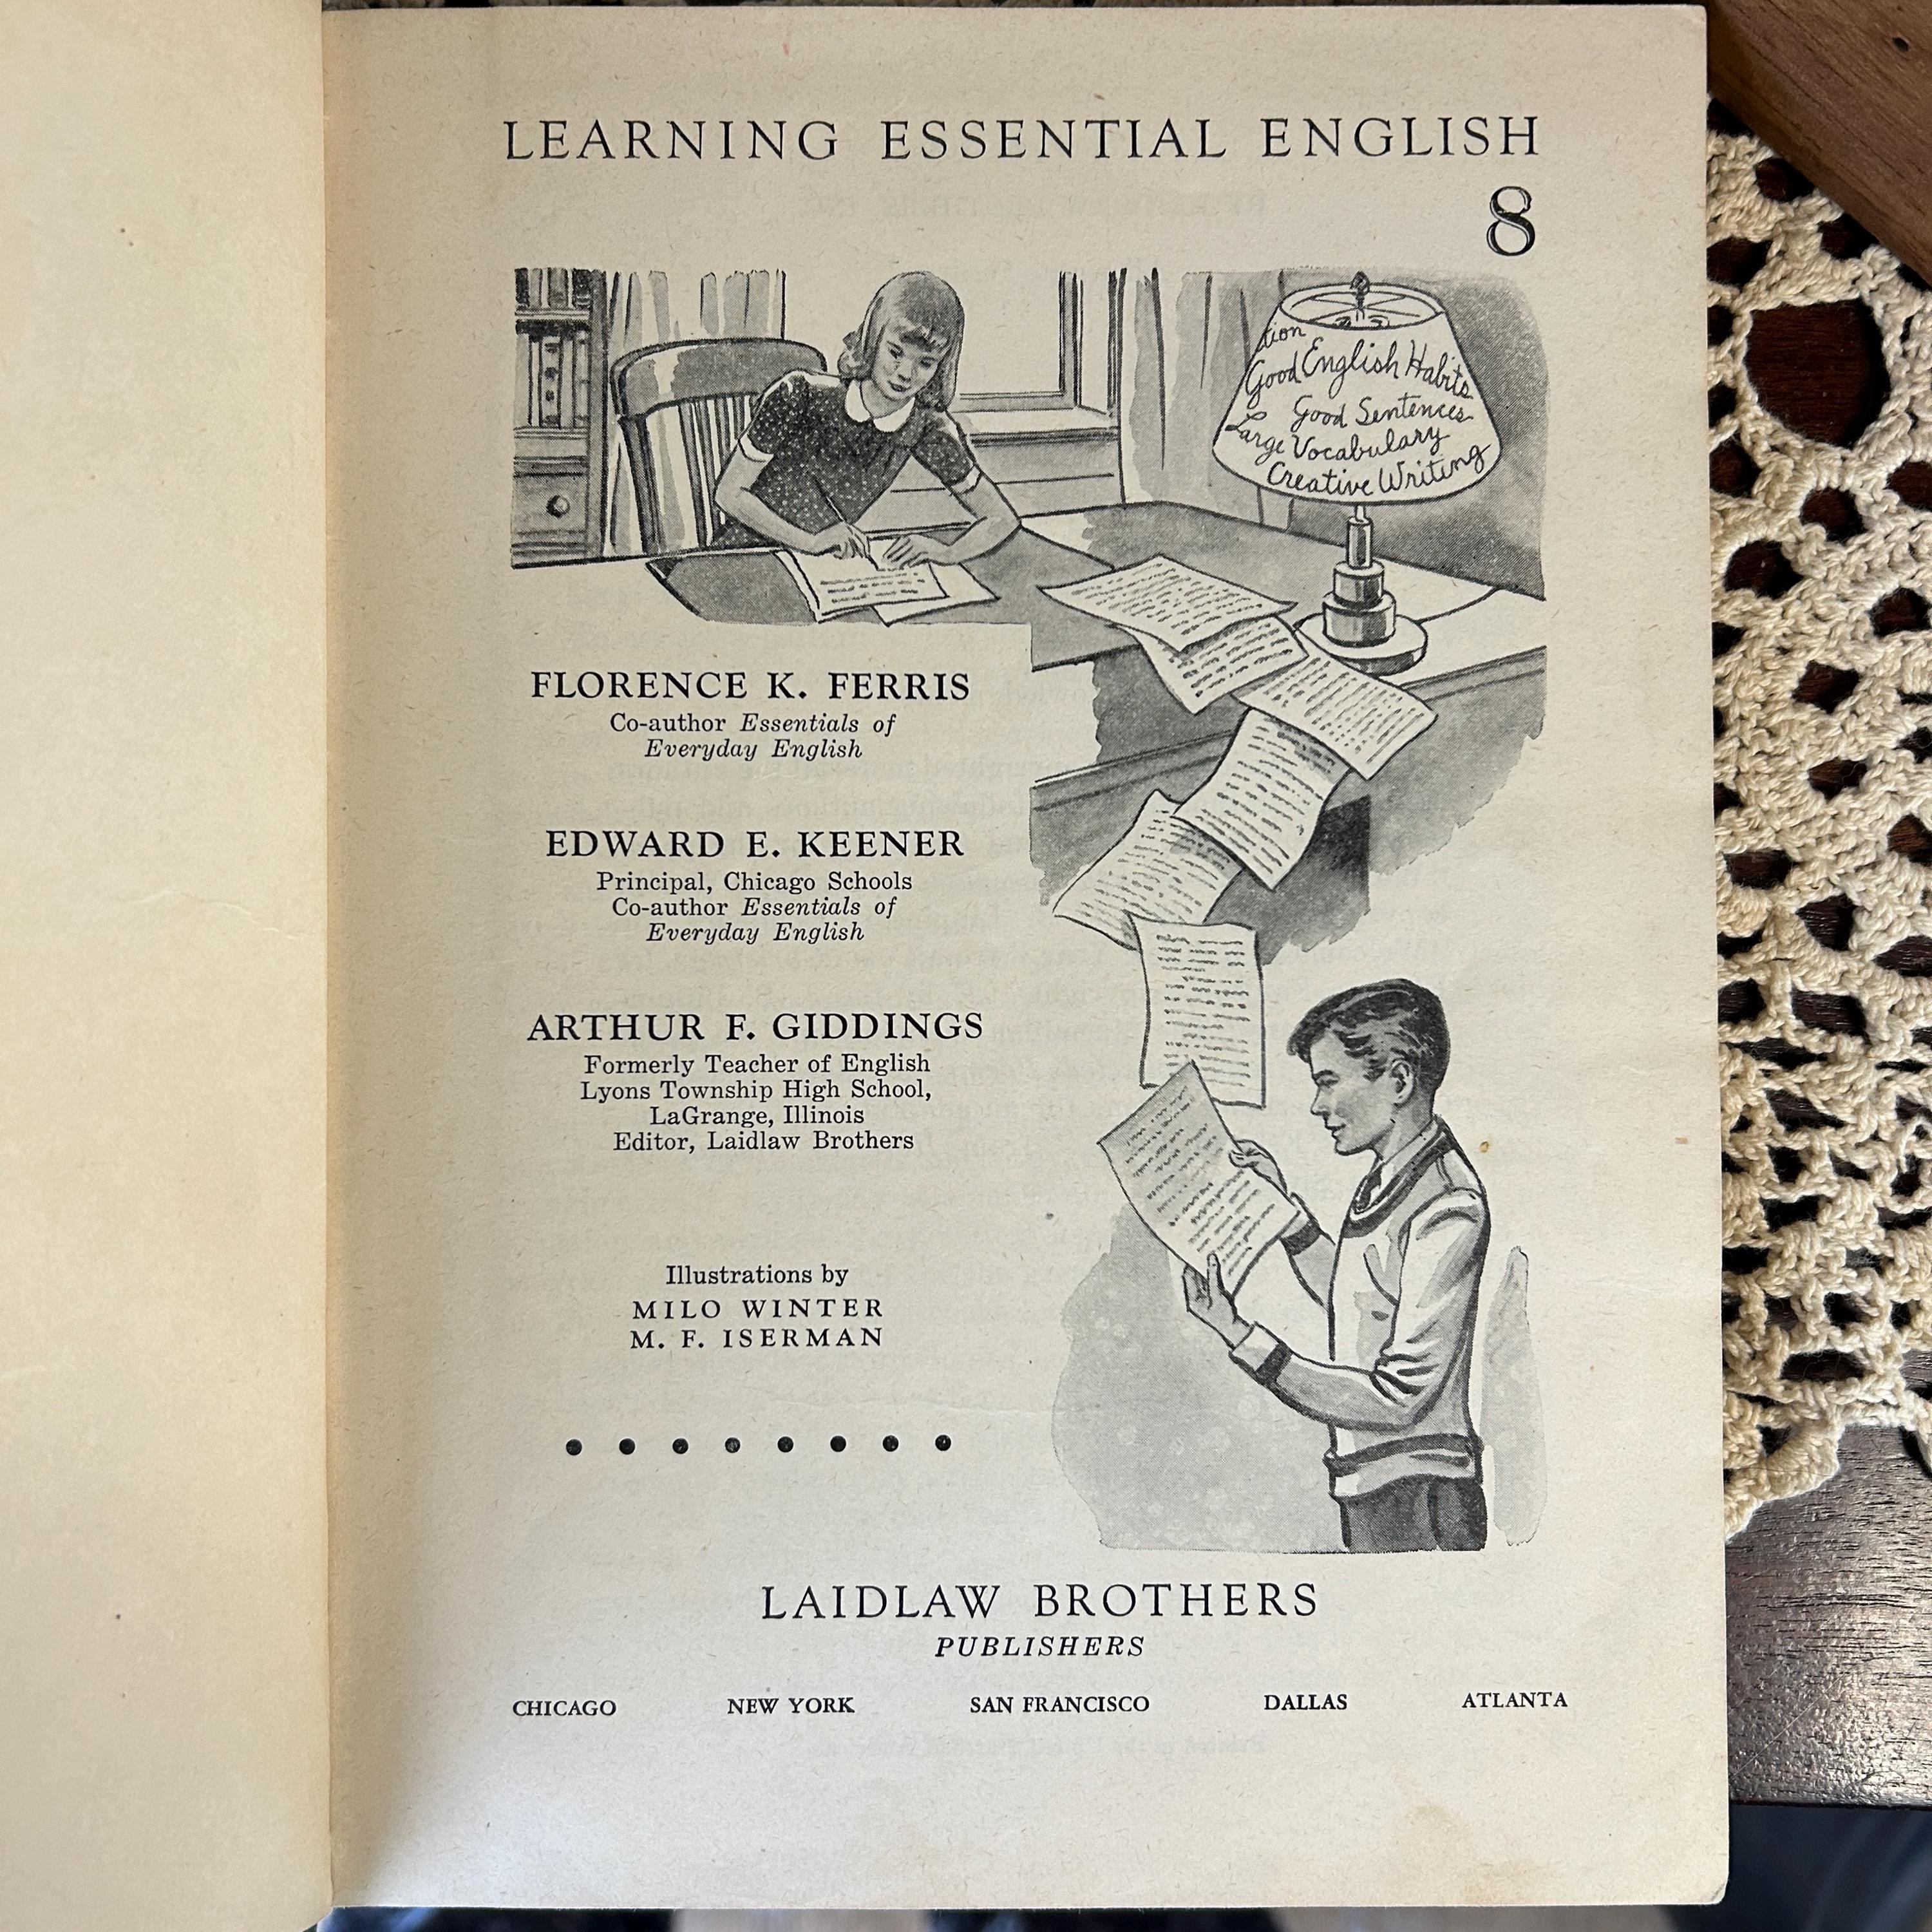 LEARNING ESSENTIAL ENGLISH
8
tion
Good English Habits
Good Sentences
Large Vocabulary
Creative Writing
FLORENCE K. FERRIS
Co-author Essentials of
Everyday English
EDWARD E. KEENER
Principal, Chicago Schools
Co-author Essentials of
Everyday English
ARTHUR F. GIDDINGS
Formerly Teacher of English
Lyons Township High School,
LaGrange, Illinois
Editor, Laidlaw Brothers
Illustrations by
MILO WINTER
M. F. ISERMAN
LAIDLAW BROTHERS
PUBLISHERS
CHICAGO NEW YORK SAN FRANCISCO DALLAS ATLANTA